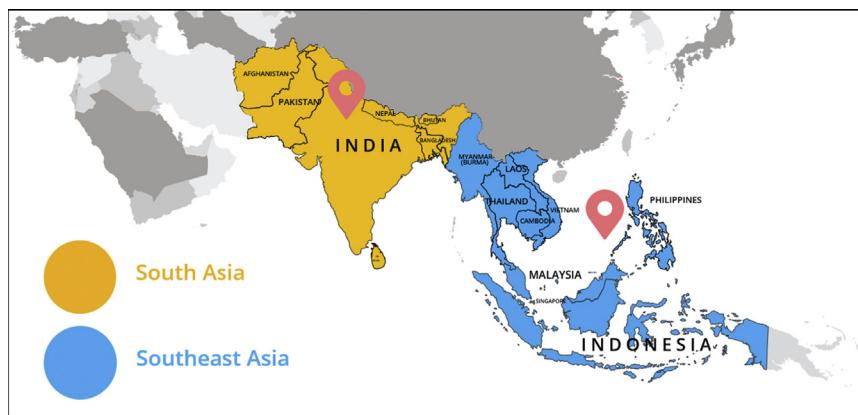 AFGHANISTAN
PAKISTAN
NEPAL
BHUTAN
INDIA
BANGLADESH
MYANMAR
(BURMA)
LAOS
THAILAND
VIETNAM
CAMBODIA
PHILIPPINES
MALAYSIA
SINGAPORE
INDONESIA
South Asia
Southeast Asia